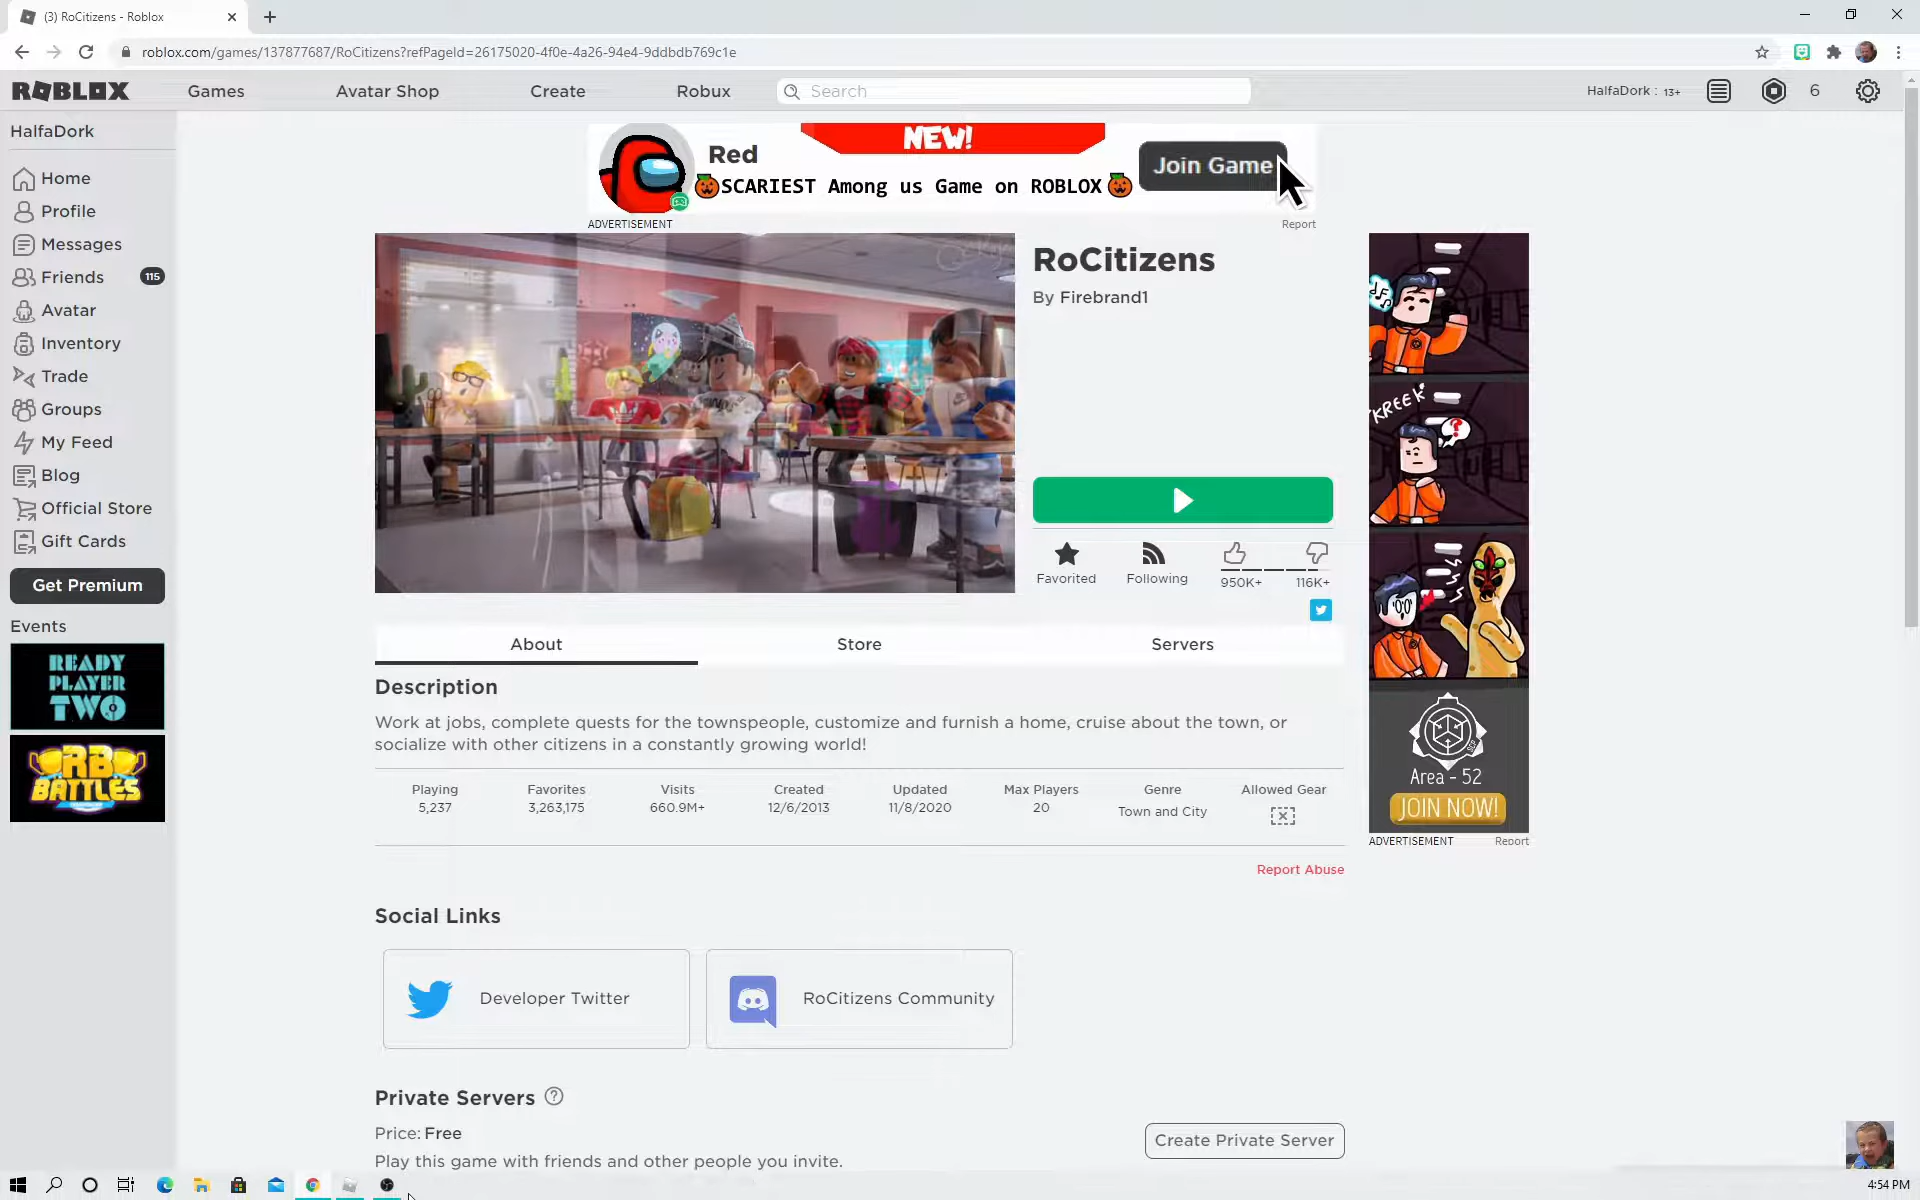 (3) RoCitizens - Roblox
roblox.com/games/137877687/RoCitizens?refPageId=26175020-4f0e-4a26-94e4-9ddbdb769c1e
ROBLOX
Games
Avatar Shop
Create
Robux
Search
HalfaDork : 13+
6
HalfaDork
Home
Profile
Messages
Friends
115
Avatar
Inventory
Trade
Groups
My Feed
Blog
Official Store
Gift Cards
Get Premium
Events
READY
PLAYER
TWO
RB
BATTLES
NEW!
Red
SCARIEST Among us Game on ROBLOX
Join Game
ADVERTISEMENT
Report
RoCitizens
By Firebrand1
Favorited
Following
950K+
116K+
KREEK
?
Area - 52
JOIN NOW!
ADVERTISEMENT
Report
About
Store
Servers
Description
Work at jobs, complete quests for the townspeople, customize and furnish a home, cruise about the town, or
socialize with other citizens in a constantly growing world!
Playing
5,237
Favorites
3,263,175
Visits
660.9M+
Created
12/6/2013
Updated
11/8/2020
Max Players
20
Genre
Town and City
Allowed Gear
Report Abuse
Social Links
Developer Twitter
RoCitizens Community
Private Servers
Price: Free
Create Private Server
Play this game with friends and other people you invite.
4:54 PM